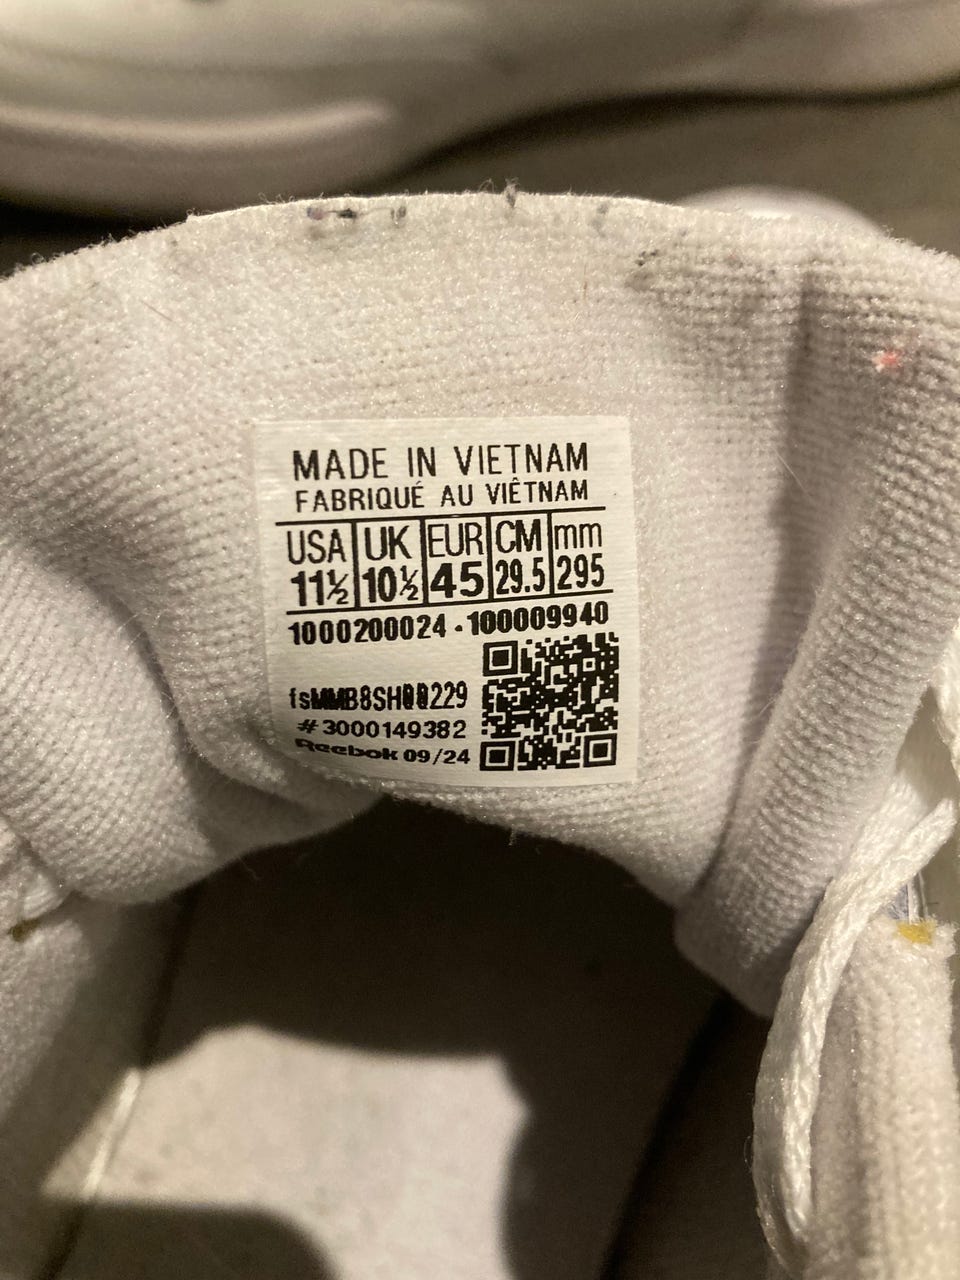 MADE IN VIETNAM
FABRIQUÉ AU VIÊTNAM
USA UK EUR CM mm
11½ 10½ 45 29.5 295
1000200024 - 100009940
#3000149382
Reebok 09/24